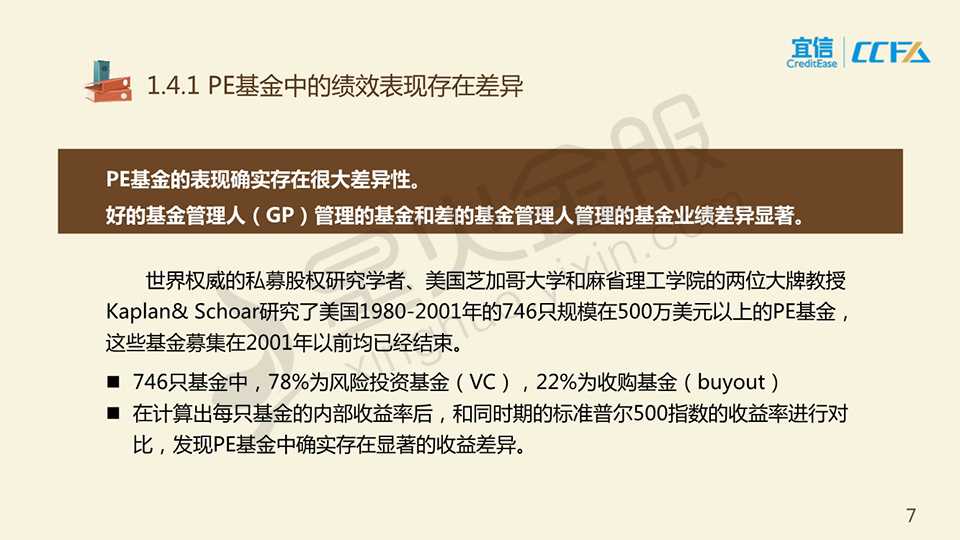 宜信
CreditEase
CCFA
1.4.1 PE基金中的绩效表现存在差异
PE基金的表现确实存在很大差异性。
好的基金管理人（GP）管理的基金和差的基金管理人管理的基金业绩差异显著。
世界权威的私募股权研究学者、美国芝加哥大学和麻省理工学院的两位大牌教授
Kaplan& Schoar研究了美国1980-2001年的746只规模在500万美元以上的PE基金，
这些基金募集在2001年以前均已经结束。
■ 746只基金中，78%为风险投资基金（VC），22%为收购基金（buyout）
■ 在计算出每只基金的内部收益率后，和同时期的标准普尔500指数的收益率进行对
比，发现PE基金中确实存在显著的收益差异。
星火金服
xinghuo.yixin.com
7